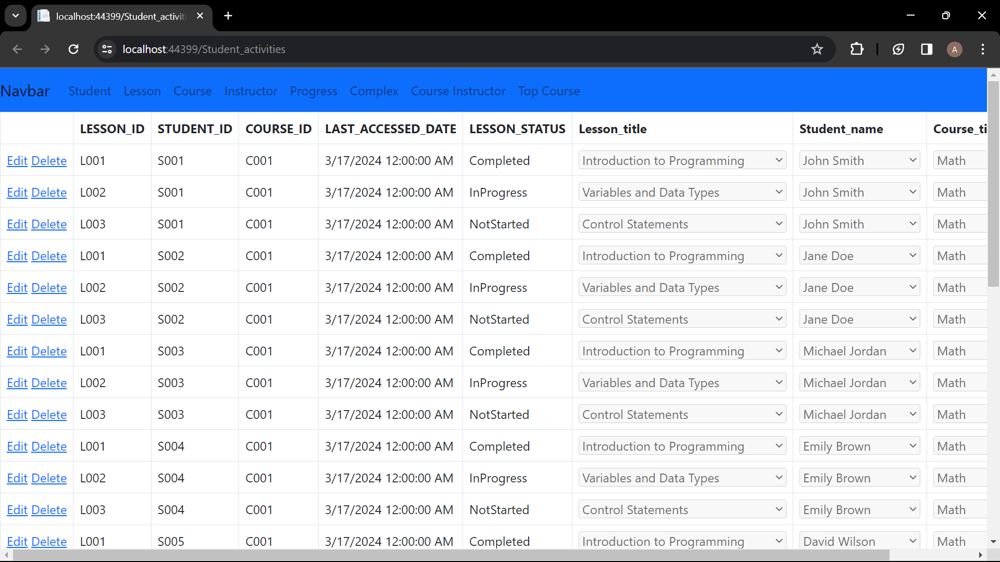 localhost:44399/Student_activiti
localhost:44399/Student_activities
A
Navbar Student Lesson Course Instructor Progress Complex Course Instructor Top Course
LESSON_ID STUDENT_ID COURSE_ID LAST_ACCESSED_DATE LESSON_STATUS Lesson_title Student_name Course_ti
Edit Delete L001 S001 C001 3/17/2024 12:00:00 AM Completed Introduction to Programming John Smith Math
Edit Delete L002 S001 C001 3/17/2024 12:00:00 AM InProgress Variables and Data Types John Smith Math
Edit Delete L003 S001 C001 3/17/2024 12:00:00 AM NotStarted Control Statements John Smith Math
Edit Delete L001 S002 C001 3/17/2024 12:00:00 AM Completed Introduction to Programming Jane Doe Math
Edit Delete L002 S002 C001 3/17/2024 12:00:00 AM InProgress Variables and Data Types Jane Doe Math
Edit Delete L003 S002 C001 3/17/2024 12:00:00 AM NotStarted Control Statements Jane Doe Math
Edit Delete L001 S003 C001 3/17/2024 12:00:00 AM Completed Introduction to Programming Michael Jordan Math
Edit Delete L002 S003 C001 3/17/2024 12:00:00 AM InProgress Variables and Data Types Michael Jordan Math
Edit Delete L003 S003 C001 3/17/2024 12:00:00 AM NotStarted Control Statements Michael Jordan Math
Edit Delete L001 S004 C001 3/17/2024 12:00:00 AM Completed Introduction to Programming Emily Brown Math
Edit Delete L002 S004 C001 3/17/2024 12:00:00 AM InProgress Variables and Data Types Emily Brown Math
Edit Delete L003 S004 C001 3/17/2024 12:00:00 AM NotStarted Control Statements Emily Brown Math
Edit Delete L001 S005 C001 3/17/2024 12:00:00 AM Completed Introduction to Programming David Wilson Math